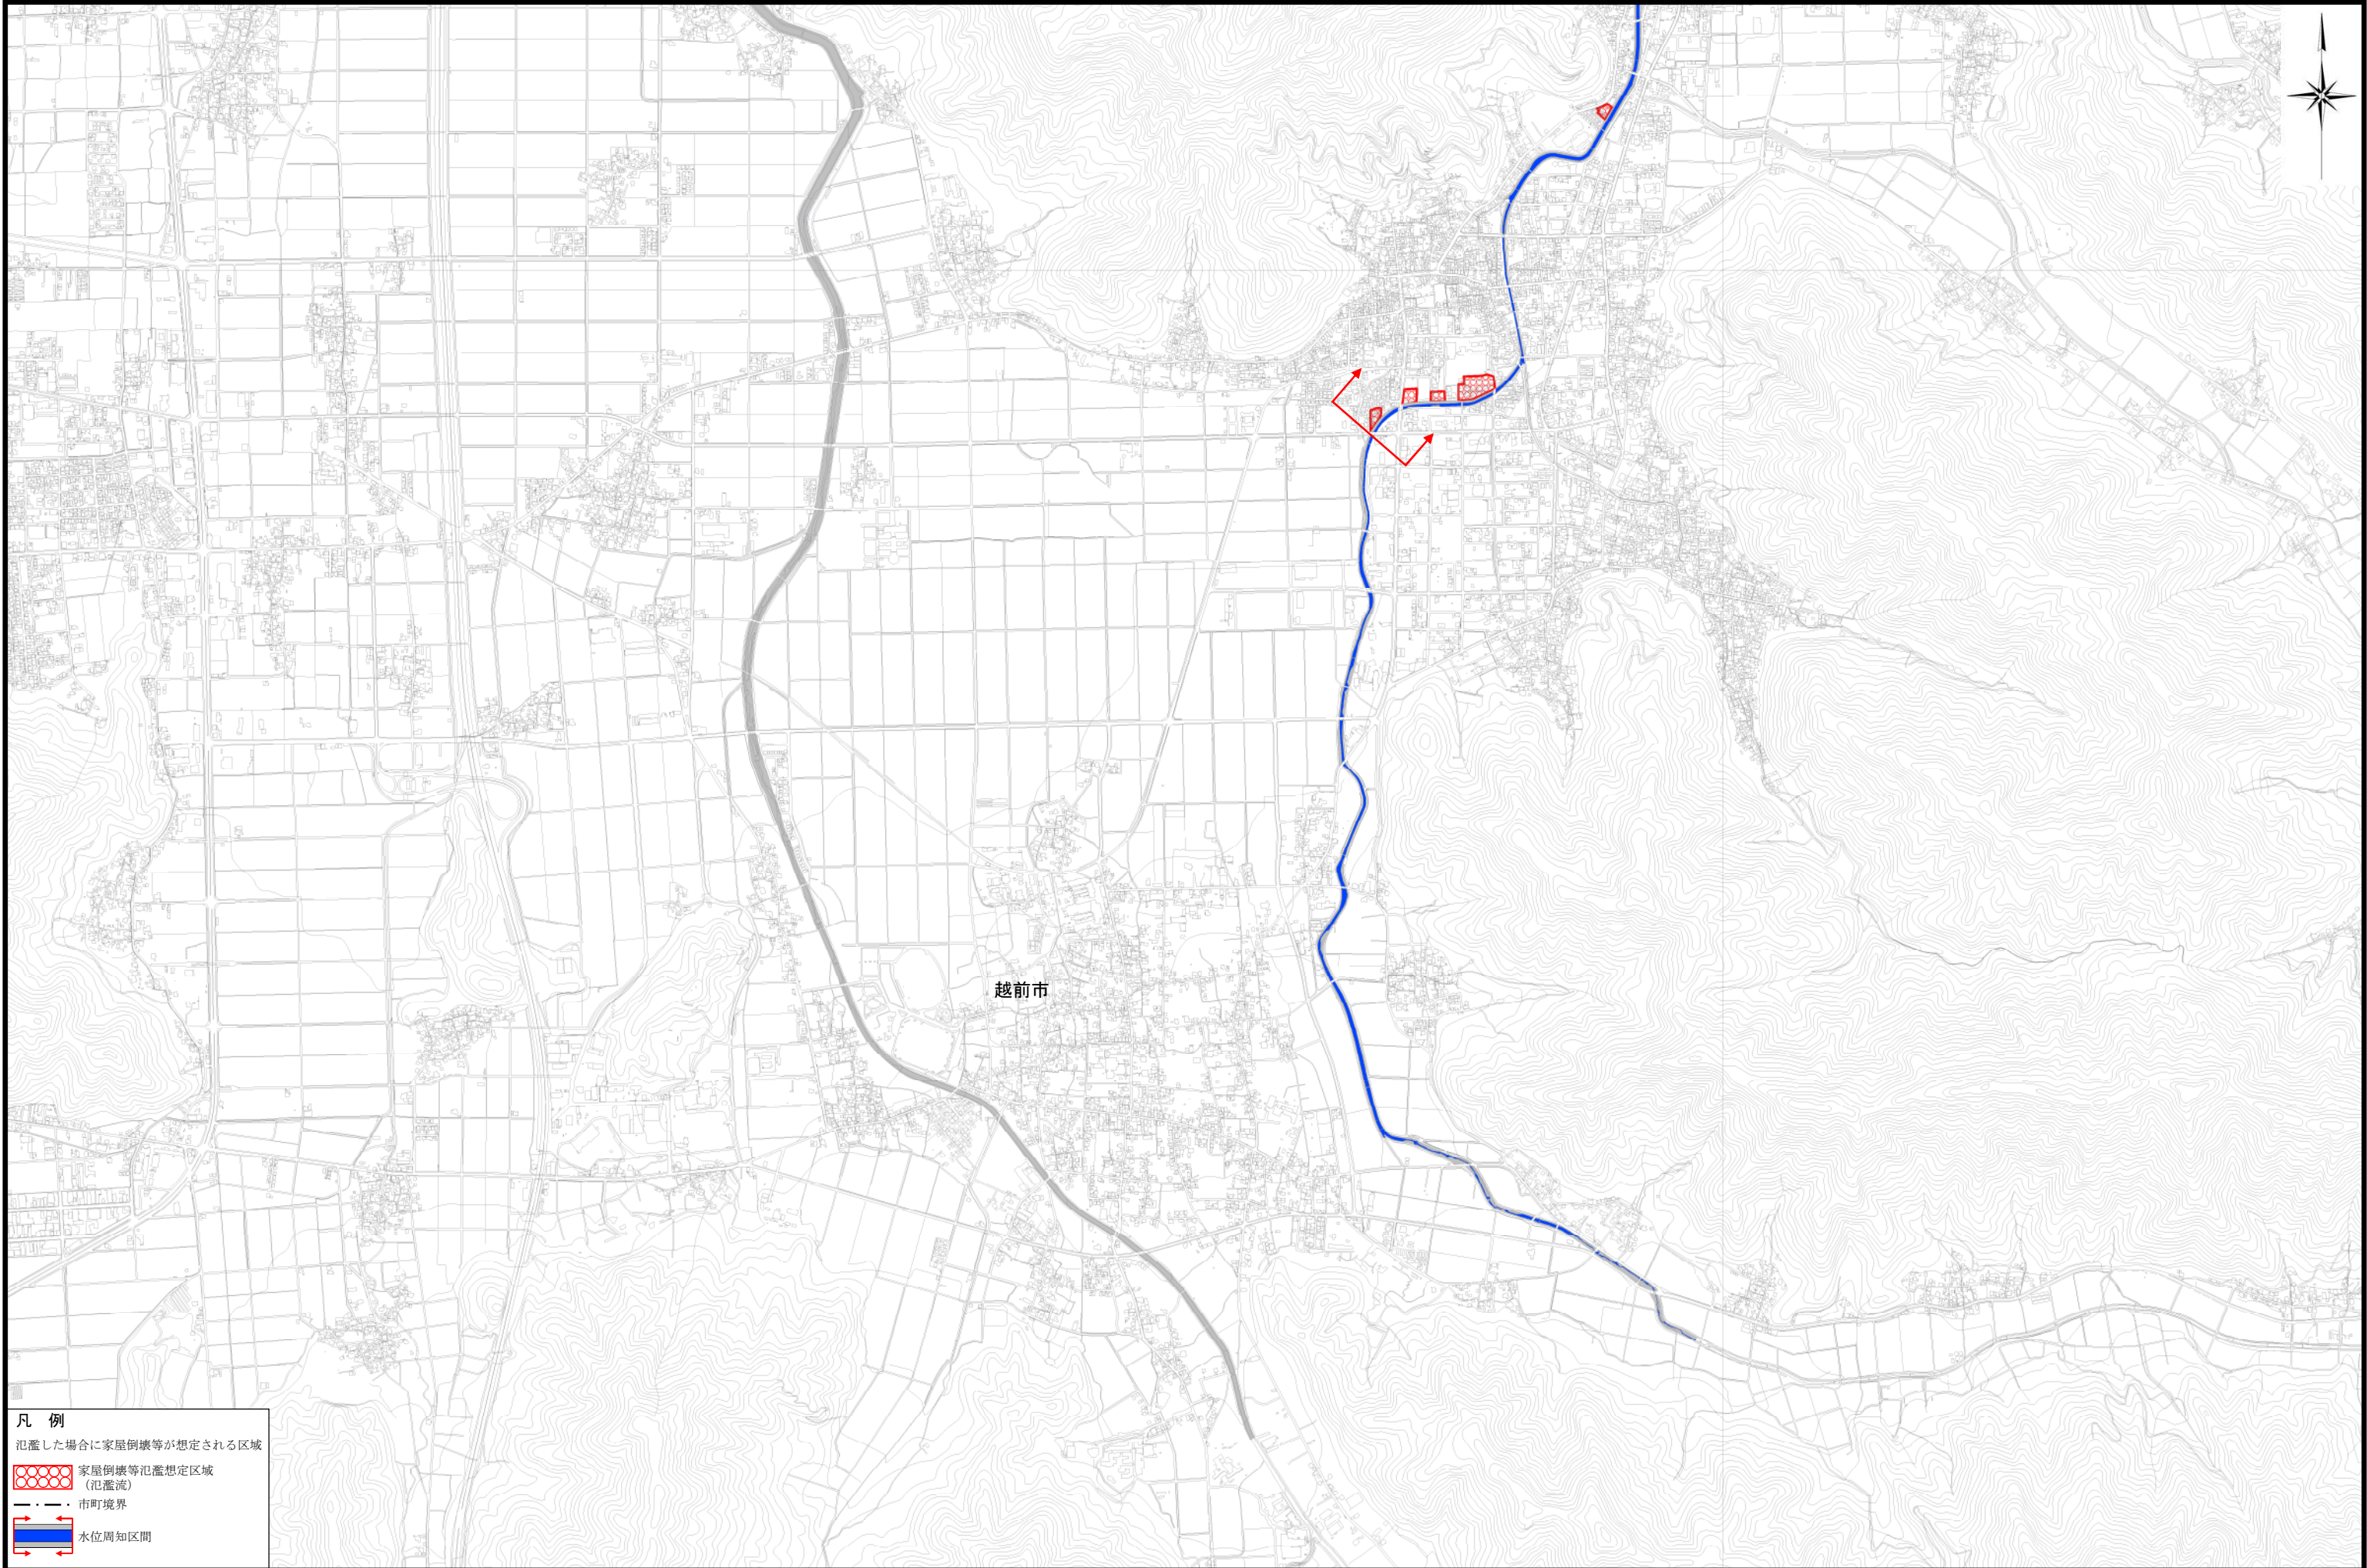 越前市
凡　例
氾濫した場合に家屋倒壊等が想定される区域
家屋倒壊等氾濫想定区域
（氾濫流）
市町境界
水位周知区間